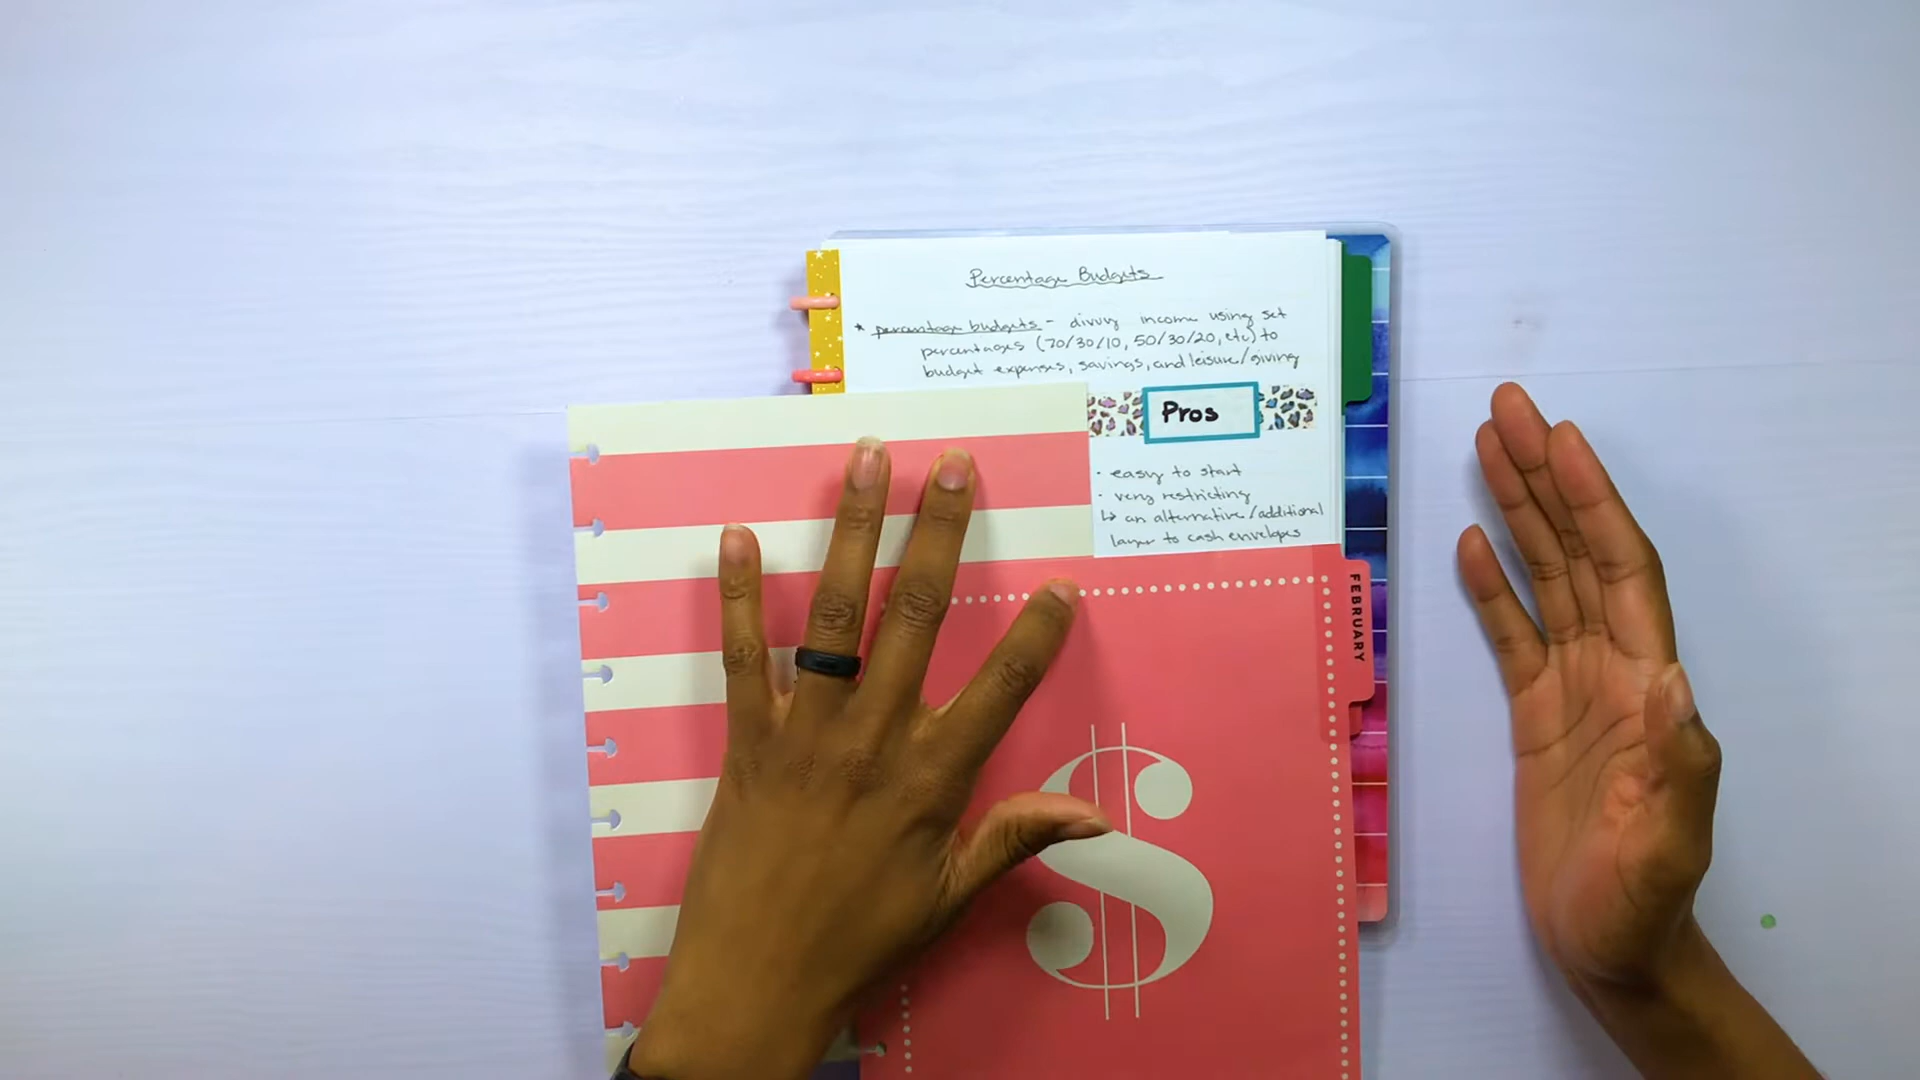 Percentage Budgets
* percentage budgets - divvy income using set
percentages (70/30/10, 50/30/20, etc) to
budget expenses, savings, and leisure/giving
Pros
· easy to start
· very restricting
↳ an alternative/additional
layer to cash envelopes
FEBRUARY
$